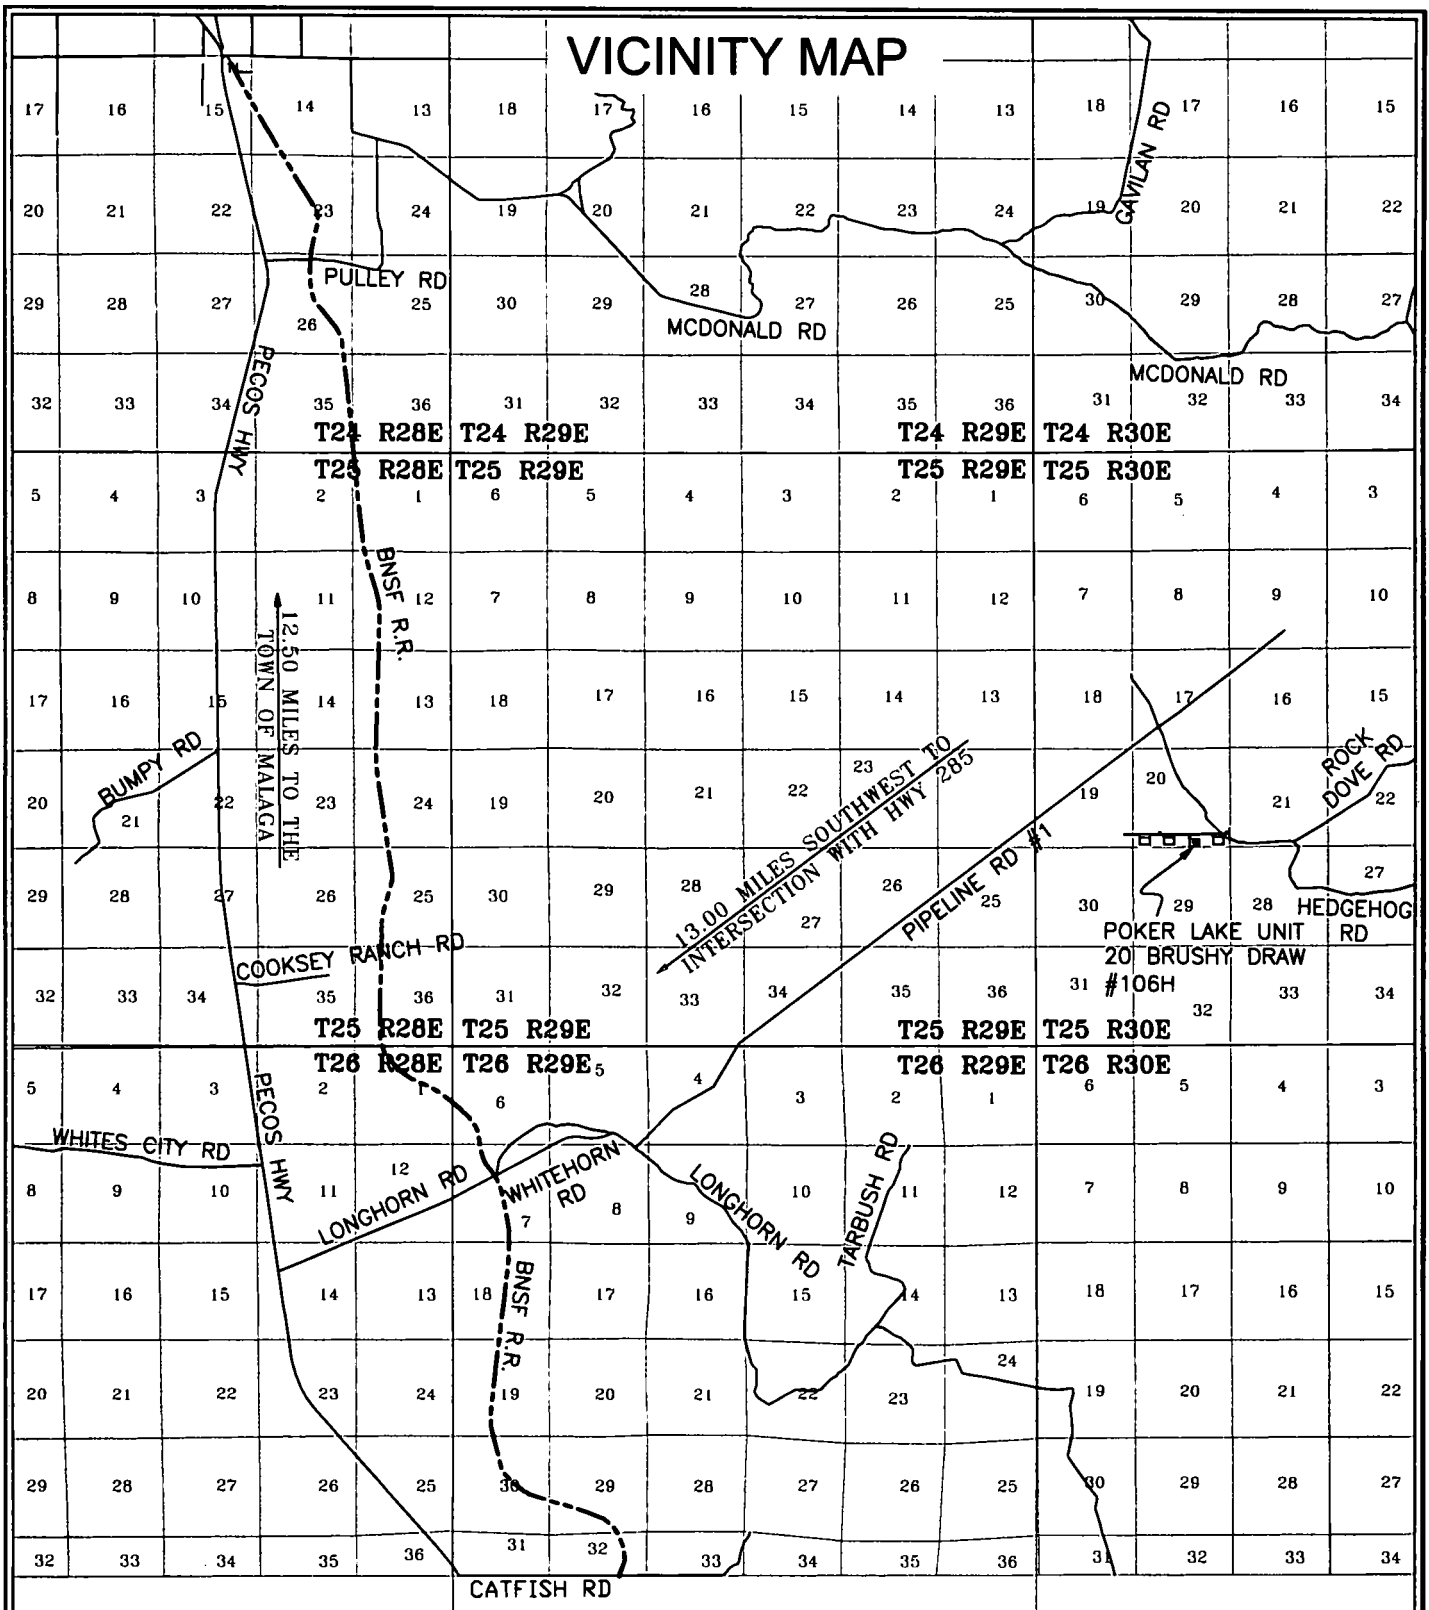 VICINITY MAP
17 16 15 14 13 18 17 16 15 14 13 18 17 16 15
GAVILAN RD
20 21 22 23 24 19 20 21 22 23 24 19 20 21 22
PULLEY RD
29 28 27 26 25 30 29 28 27 26 25 30 29 28 27
MCDONALD RD
MCDONALD RD
PECOS HWY
32 33 34 35 36 31 32 33 34 35 36 31 32 33 34
T24 R28E T24 R29E T24 R29E T24 R30E
T25 R28E T25 R29E T25 R29E T25 R30E
5 4 3 2 1 6 5 4 3 2 1 6 5 4 3
BNSF R.R.
8 9 10 11 12 7 8 9 10 11 12 7 8 9 10
12.50 MILES TO THE
TOWN OF MALAGA
17 16 15 14 13 18 17 16 15 14 13 18 17 16 15
BUMPY RD
13.00 MILES SOUTHWEST TO
INTERSECTION WITH HWY 285
ROCK
DOVE RD
20 21 22 23 24 19 20 21 22 23 19 20 21 22
PIPELINE RD #1
29 28 27 26 25 30 29 28 27 26 25 30 29 28 27
HEDGEHOG
RD
POKER LAKE UNIT
20 BRUSHY DRAW
#106H
COOKSEY RANCH RD
32 33 34 35 36 31 32 33 34 35 36 31 32 33 34
T25 R28E T25 R29E T25 R29E T25 R30E
T26 R28E T26 R29E T26 R29E T26 R30E
5 4 3 2 1 6 5 4 3 2 1 6 5 4 3
PECOS HWY
WHITES CITY RD
8 9 10 11 12 7 8 9 10 11 12 7 8 9 10
LONGHORN RD
WHITEHORN
RD
LONGHORN RD
TARBUSH RD
17 16 15 14 13 18 17 16 15 14 13 18 17 16 15
BNSF R.R.
20 21 22 23 24 19 20 21 22 23 24 19 20 21 22
29 28 27 26 25 30 29 28 27 26 25 30 29 28 27
32 33 34 35 36 31 32 33 34 35 36 31 32 33 34
CATFISH RD